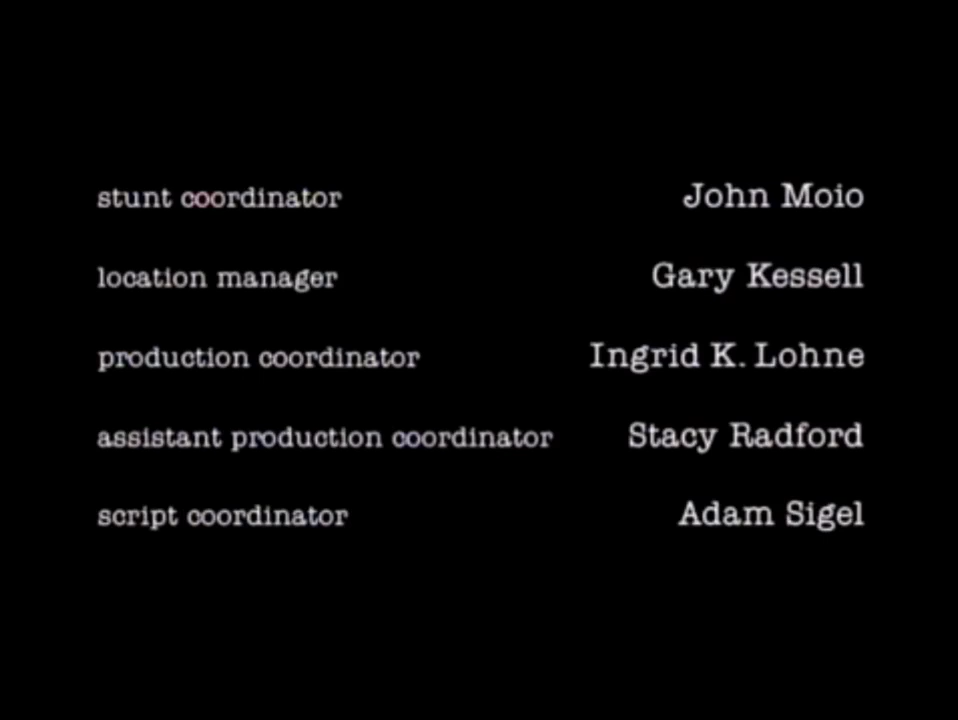 stunt coordinator John Moio
location manager Gary Kessell
production coordinator Ingrid K. Lohne
assistant production coordinator Stacy Radford
script coordinator Adam Sigel